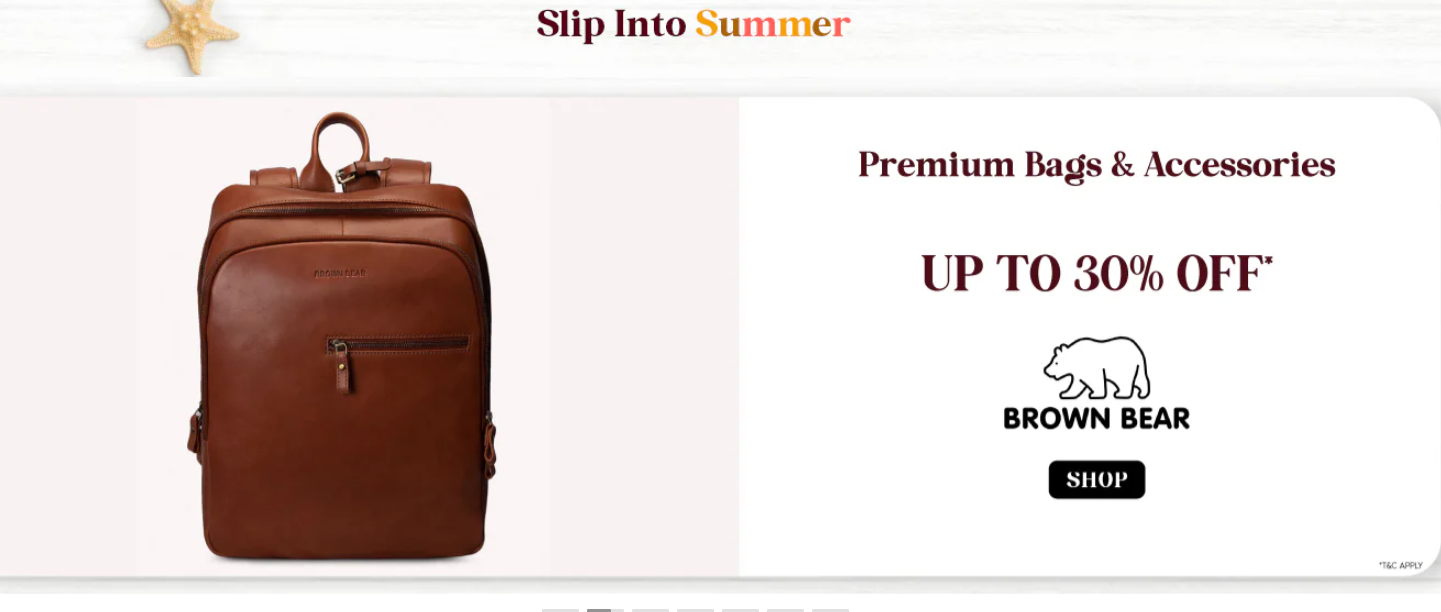 Slip Into Summer
Premium Bags & Accessories
UP TO 30% OFF*
BROWN BEAR
BROWN BEAR
SHOP
*T&C APPLY